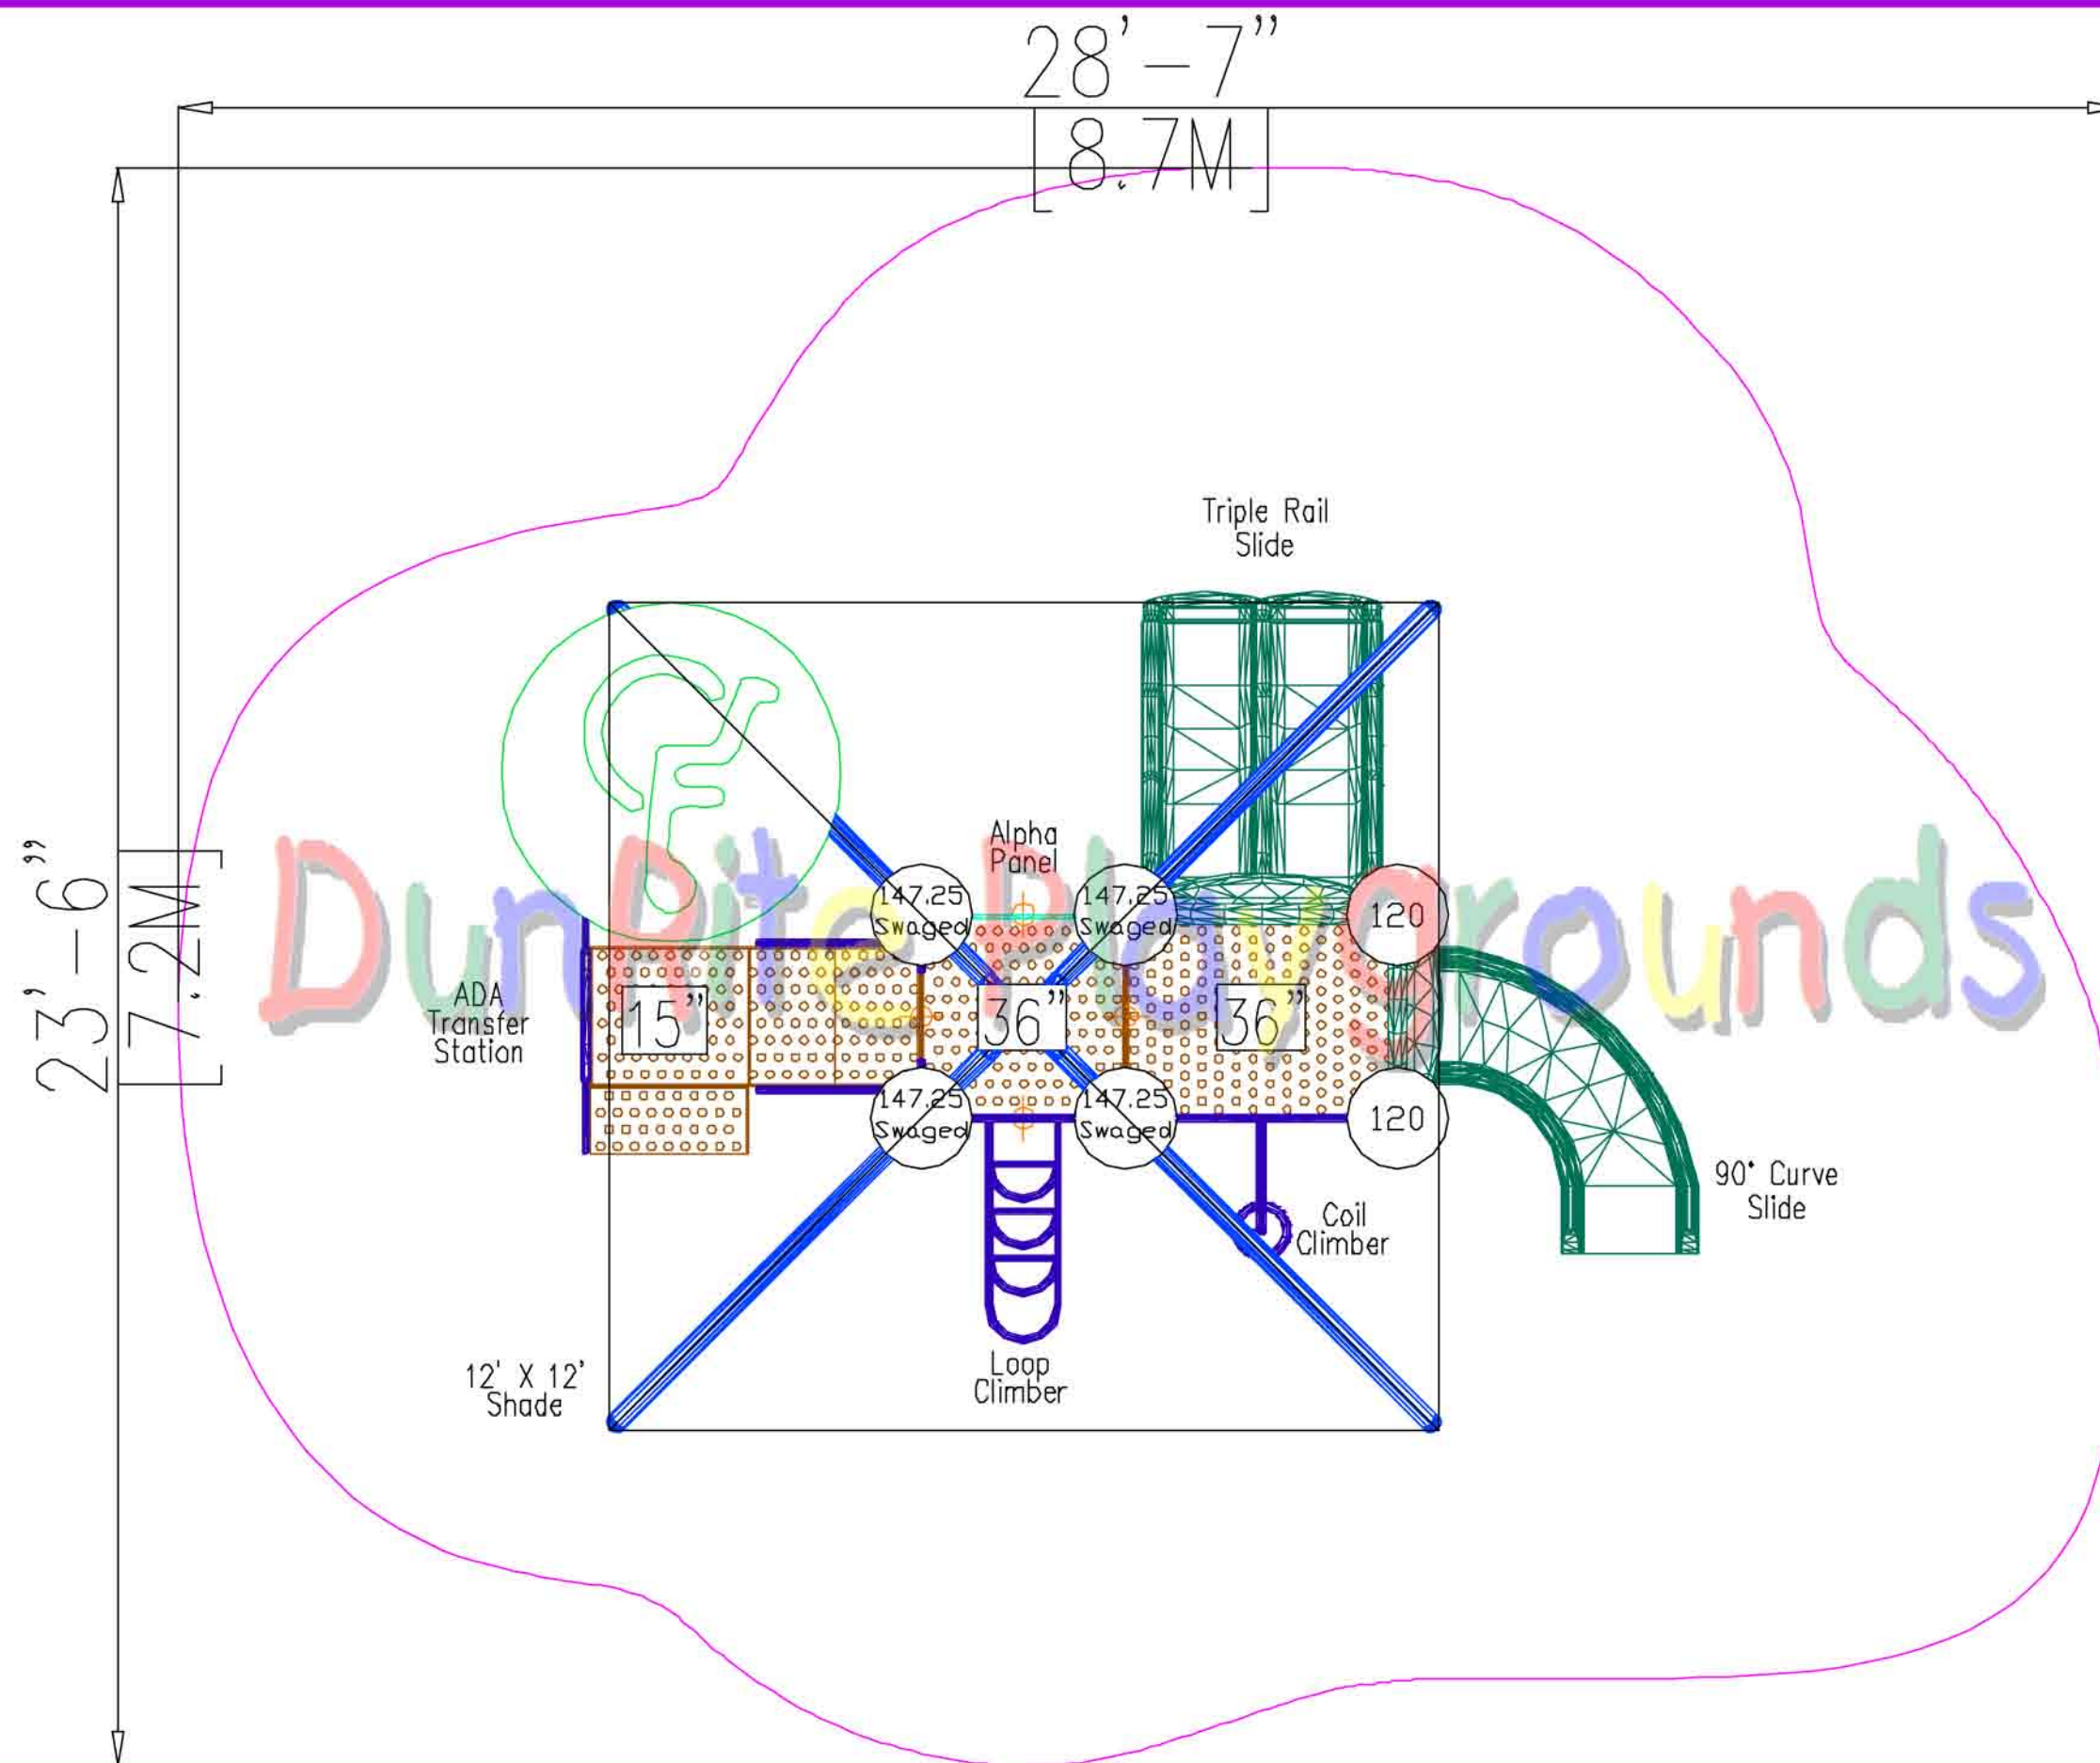 28'-7"
[8.7M]
23'-6"
[7.2M]
Triple Rail
Slide
Alpha
Panel
147.25
Swaged
147.25
Swaged
120
DunRite Playgrounds
ADA
Transfer
Station
15"
36"
36"
147.25
Swaged
147.25
Swaged
120
90° Curve
Slide
Coil
Climber
Loop
Climber
12' X 12'
Shade